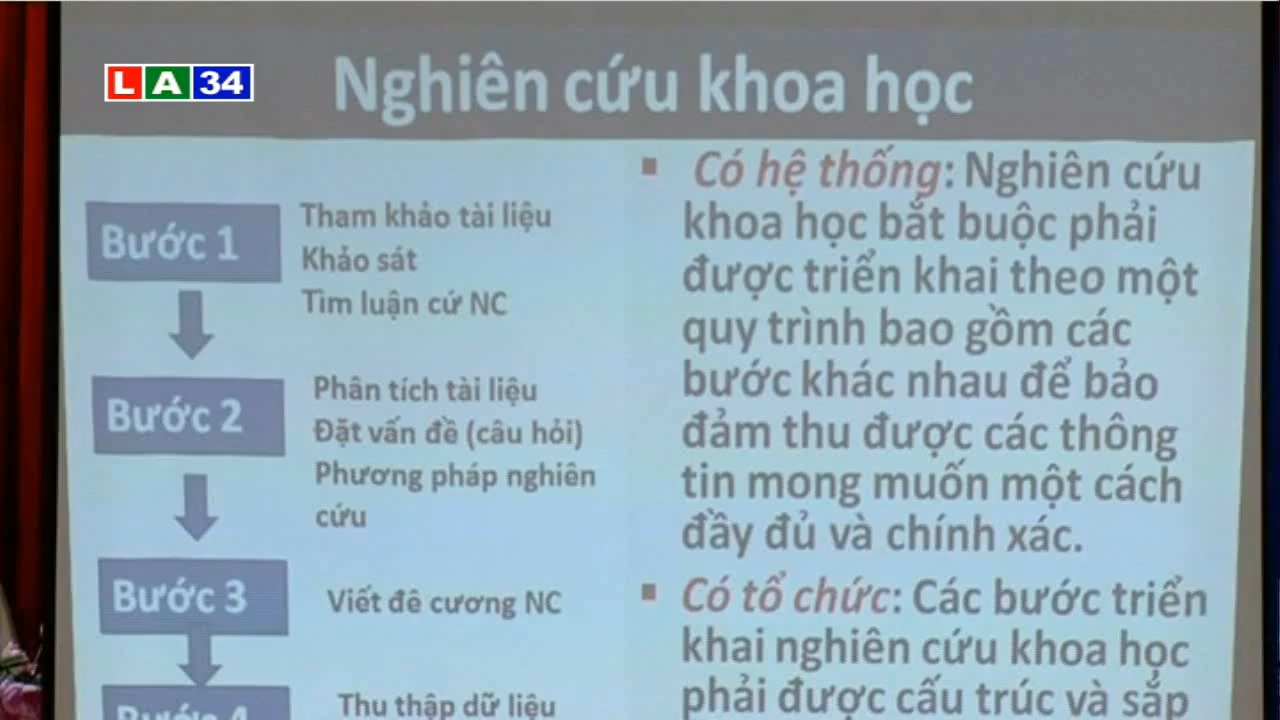 LA34
Nghiên cứu khoa học
Bước 1
Tham khảo tài liệu
Khảo sát
Tìm luận cứ NC
Bước 2
Phân tích tài liệu
Đặt vấn đề (câu hỏi)
Phương pháp nghiên
cứu
Bước 3
Viết đê cương NC
Bước 4
Thu thập dữ liệu
▪ Có hệ thống: Nghiên cứu
khoa học bắt buộc phải
được triển khai theo một
quy trình bao gồm các
bước khác nhau để bảo
đảm thu được các thông
tin mong muốn một cách
đầy đủ và chính xác.
▪ Có tổ chức: Các bước triển
khai nghiên cứu khoa học
phải được cấu trúc và sắp